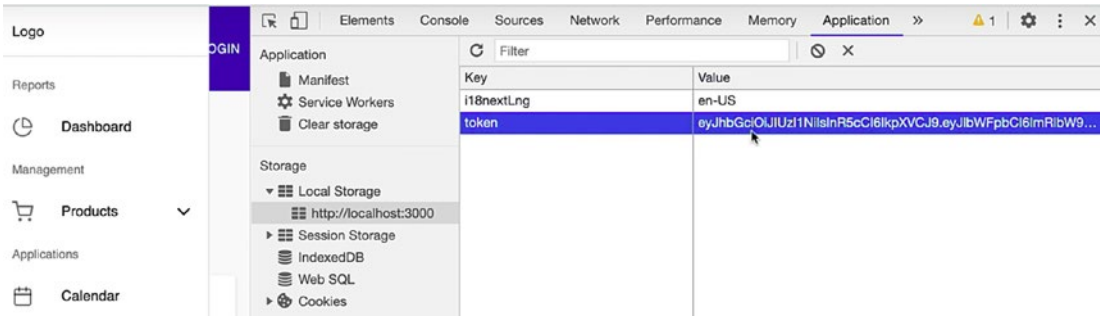 Logo
OGIN
Reports
Dashboard
Management
Products
Applications
Calendar
Elements Console Sources Network Performance Memory Application » 1
Application
Manifest
Service Workers
Clear storage
Storage
Local Storage
http://localhost:3000
Session Storage
IndexedDB
Web SQL
Cookies
Filter
Key Value
i18nextLng en-US
token eyJhbGciOiJIUzI1NiIsInR5cCI6IkpXVCJ9.eyJlbWFpbCI6ImRlbW9...